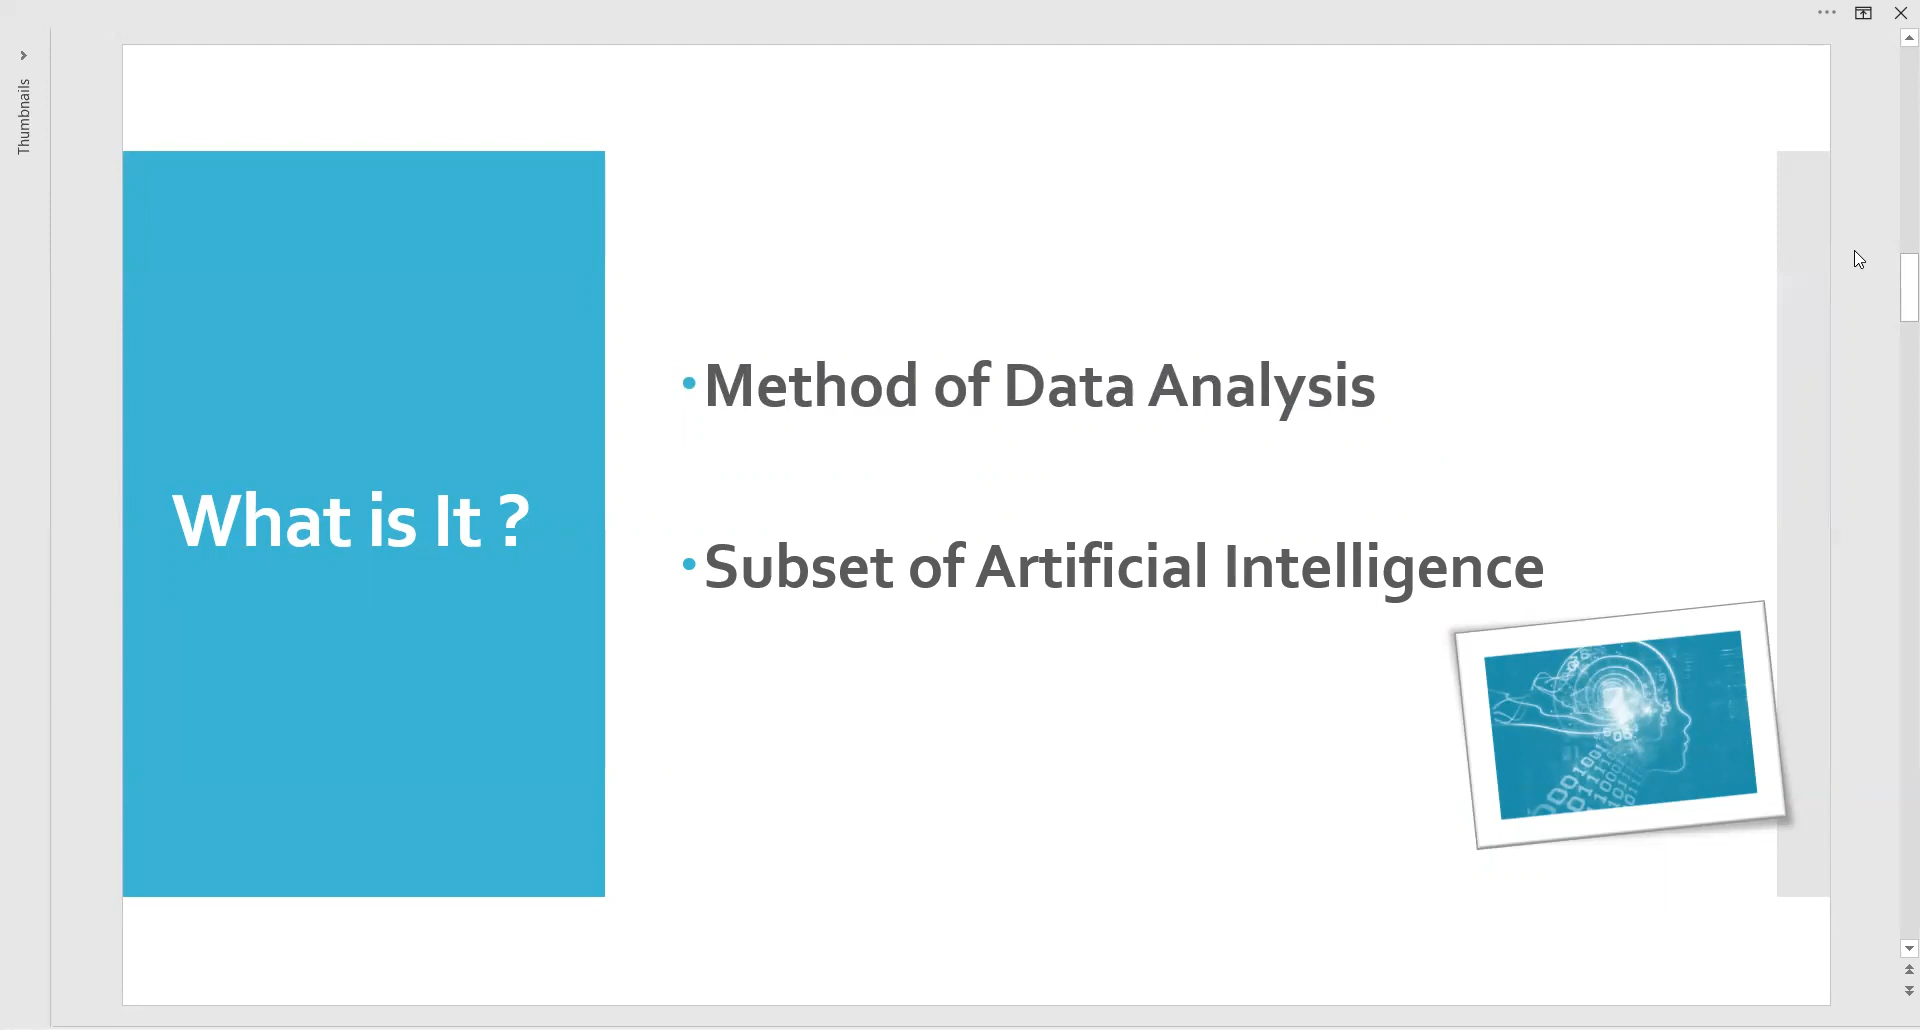 Thumbnails
What is It ?
• Method of Data Analysis
• Subset of Artificial Intelligence